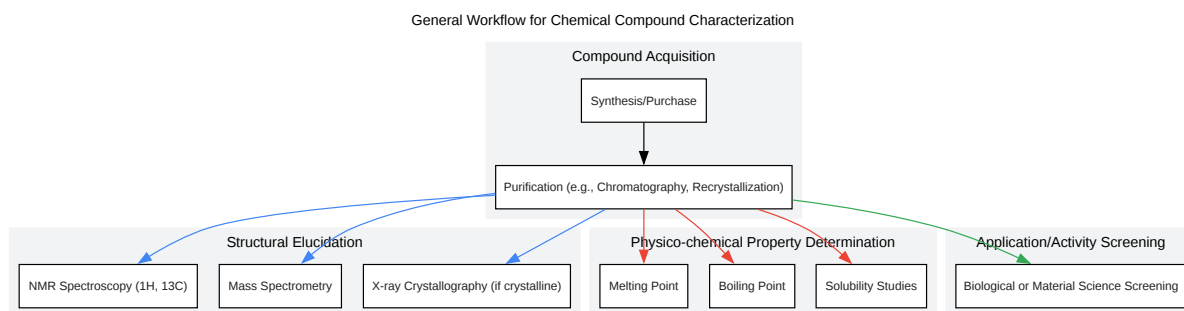 General Workflow for Chemical Compound Characterization
Compound Acquisition
Synthesis/Purchase
Purification (e.g., Chromatography, Recrystallization)
Structural Elucidation
Physico-chemical Property Determination
Application/Activity Screening
NMR Spectroscopy (1H, 13C)
Mass Spectrometry
X-ray Crystallography (if crystalline)
Melting Point
Boiling Point
Solubility Studies
Biological or Material Science Screening